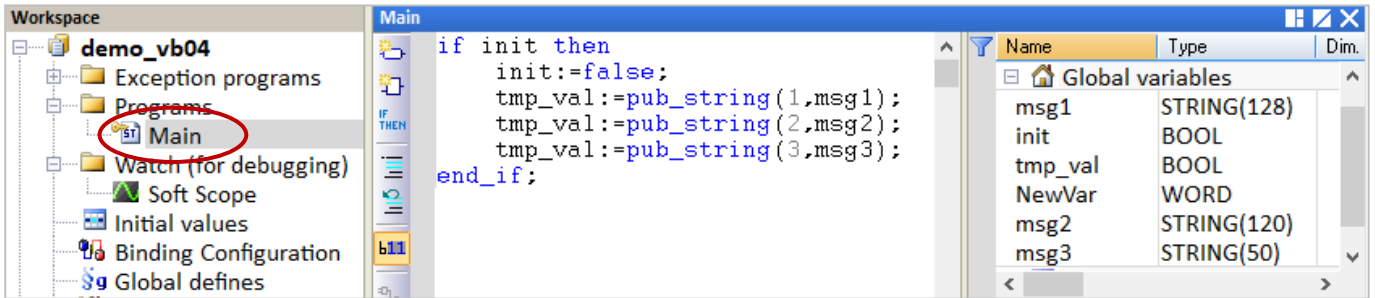 Workspace
demo_vb04
Exception programs
Programs
ST Main
Watch (for debugging)
Soft Scope
Initial values
Binding Configuration
§g Global defines
Main
IF
THEN
b11
if init then
init:=false;
tmp_val:=pub_string(1,msg1);
tmp_val:=pub_string(2,msg2);
tmp_val:=pub_string(3,msg3);
end_if;
Name Type Dim.
Global variables
msg1 STRING(128)
init BOOL
tmp_val BOOL
NewVar WORD
msg2 STRING(120)
msg3 STRING(50)